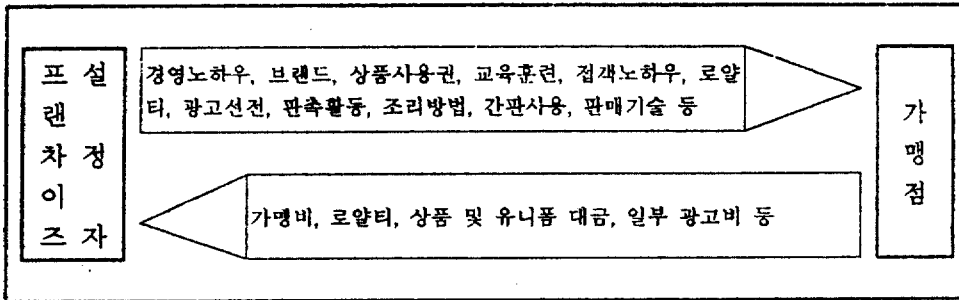 프 설
랜
차 정
이
즈 자
경영노하우, 브랜드, 상품사용권, 교육훈련, 접객노하우, 로얄
티, 광고선전, 판촉활동, 조리방법, 간판사용, 판매기술 등
가맹비, 로얄티, 상품 및 유니폼 대금, 일부 광고비 등
가
맹
점